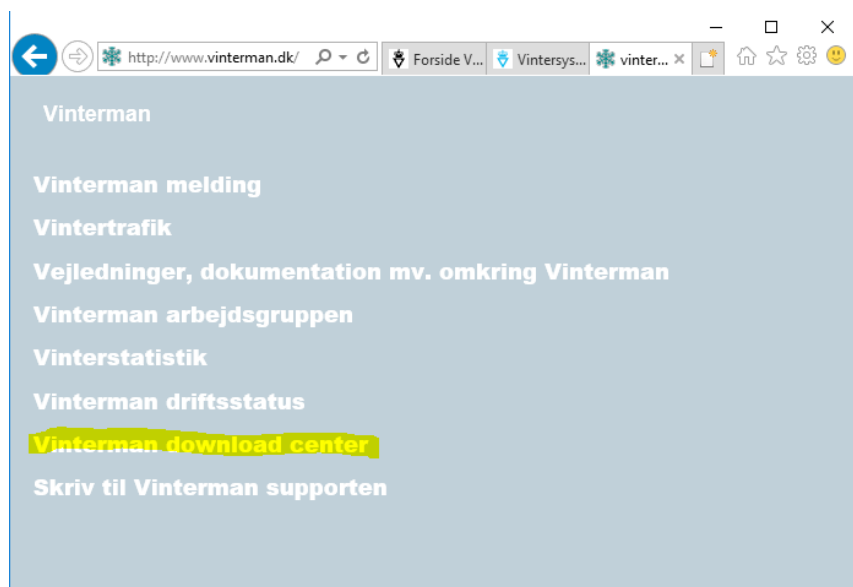 http://www.vinterman.dk/
Forside V...
Vintersys...
vinter...
Vinterman
Vinterman melding
Vintertrafik
Vejledninger, dokumentation mv. omkring Vinterman
Vinterman arbejdsgruppen
Vinterstatistik
Vinterman driftsstatus
Vinterman download center
Skriv til Vinterman supporten